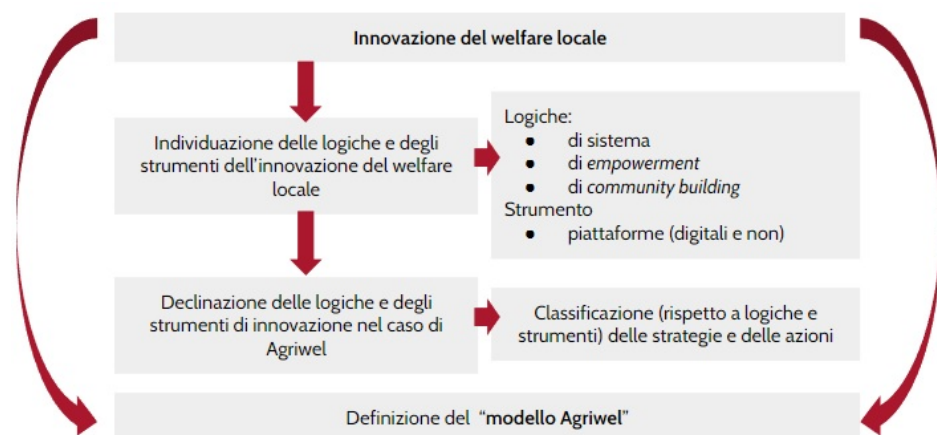 Innovazione del welfare locale
Individuazione delle logiche e degli
strumenti dell'innovazione del welfare
locale
Logiche:
● di sistema
● di empowerment
● di community building
Strumento
● piattaforme (digitali e non)
Declinazione delle logiche e degli
strumenti di innovazione nel caso di
Agriwel
Classificazione (rispetto a logiche e
strumenti) delle strategie e delle azioni
Definizione del “modello Agriwel”